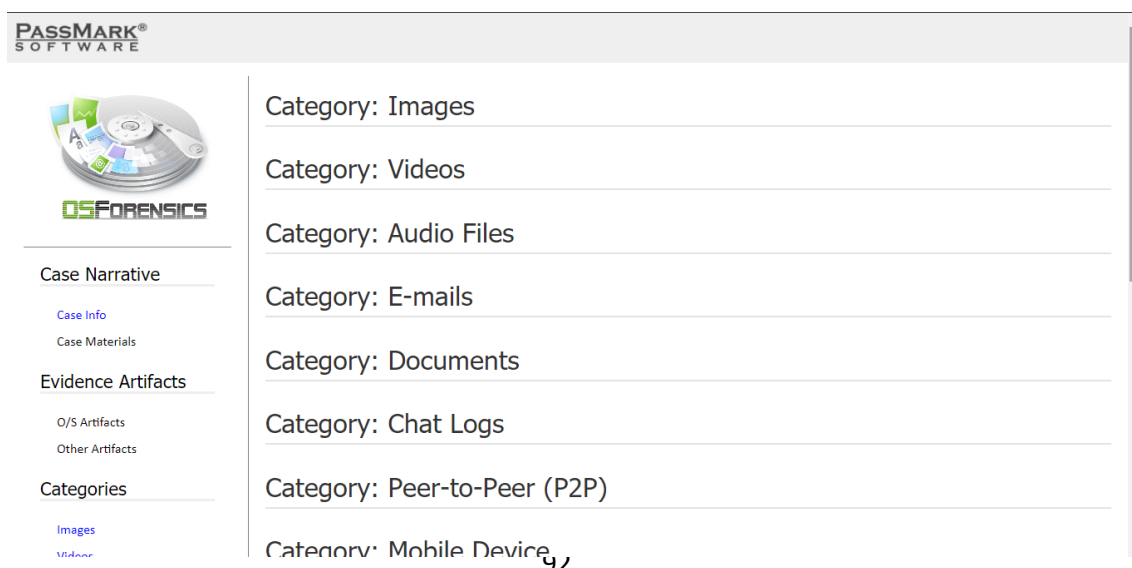 PASSMARK®
SOFTWARE
OSFORENSICS
Case Narrative
Case Info
Case Materials
Evidence Artifacts
O/S Artifacts
Other Artifacts
Categories
Images
Videos
Category: Images
Category: Videos
Category: Audio Files
Category: E-mails
Category: Documents
Category: Chat Logs
Category: Peer-to-Peer (P2P)
Category: Mobile Device